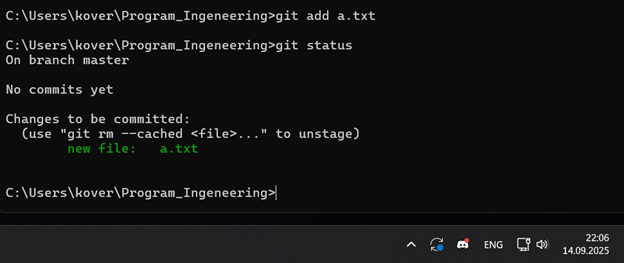 C:\Users\kover\Program_Ingeneering>git add a.txt
C:\Users\kover\Program_Ingeneering>git status
On branch master
No commits yet
Changes to be committed:
(use "git rm --cached <file>..." to unstage)
new file:   a.txt
C:\Users\kover\Program_Ingeneering>
ENG
22:06
14.09.2025